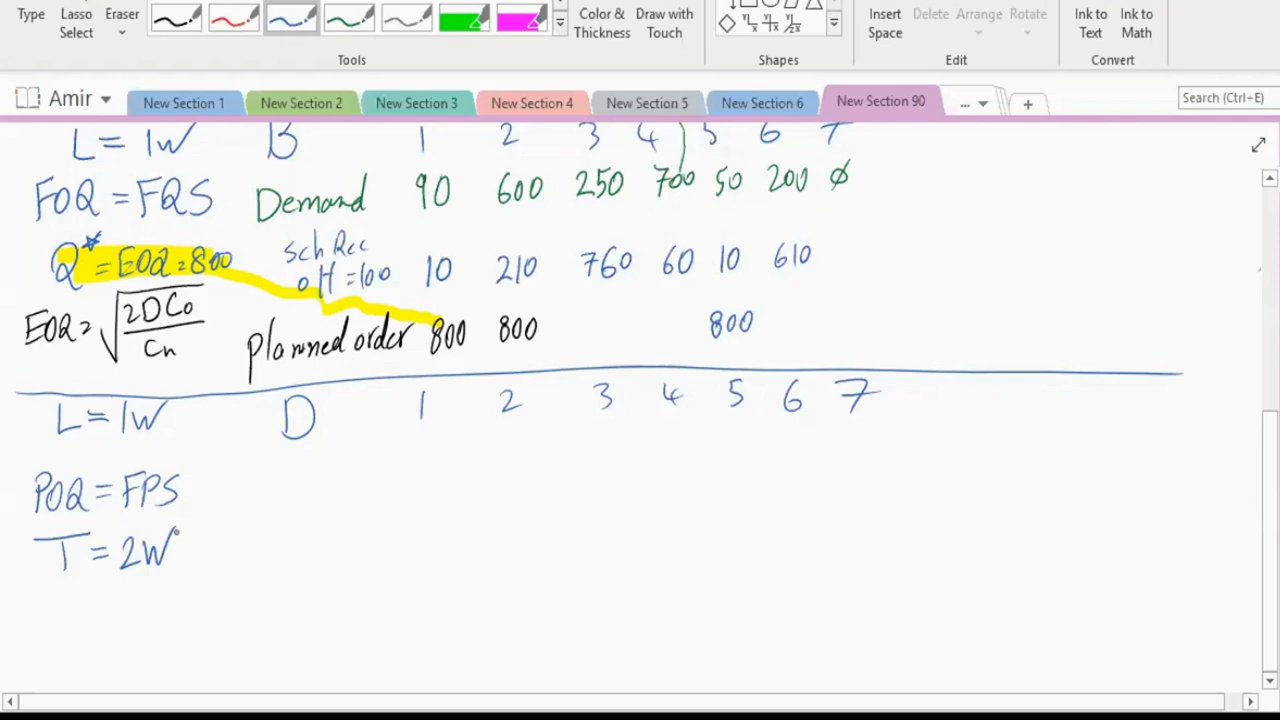 Type Lasso Select Eraser Color & Thickness Draw with Touch Insert Space Delete Arrange Rotate Ink to Text Ink to Math
Tools Shapes Edit Convert
Amir New Section 1 New Section 2 New Section 3 New Section 4 New Section 5 New Section 6 New Section 90 ... + Search (Ctrl+E)
L = 1W B 1 2 3 4 5 6 7
FOQ = FQS Demand 90 600 250 700 50 200 ∅
Q* = EOQ = 800 Sch Rec
OH = 100 10 210 760 60 10 610
EOQ = √(2DCo/Cn) planned order 800 800 800
L = 1W D 1 2 3 4 5 6 7
POQ = FPS
T = 2W